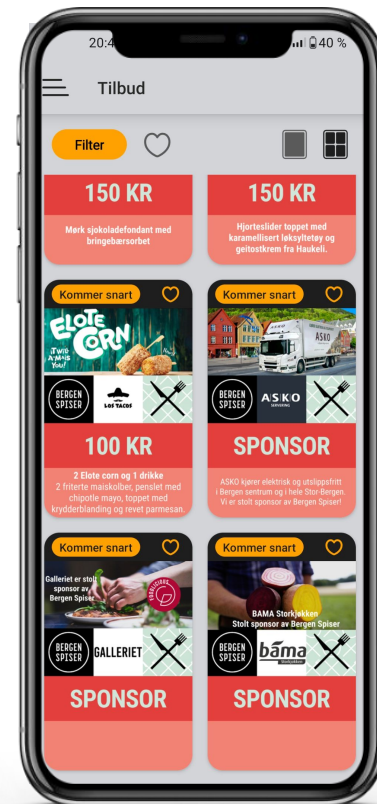 20:4
40 %
Tilbud
Filter
150 KR
Mørk sjokoladefondant med
bringebærsorbet
150 KR
Hjorteslider toppet med
karamellisert løksyltetøy og
geitostkrem fra Haukeli.
Kommer snart
ELOTE
CORN
TWO
A'MAIS
YOU!
BERGEN
SPISER
LOS TACOS
100 KR
2 Elote corn og 1 drikke
2 friterte maiskolber, penslet med
chipotle mayo, toppet med
krydderblanding og revet parmesan.
Kommer snart
ASKO
BERGEN
SPISER
ASKO
SERVERING
SPONSOR
ASKO kjører elektrisk og utslippsfritt
i Bergen sentrum og i hele Stor-Bergen.
Vi er stolt sponsor av Bergen Spiser!
Kommer snart
Galleriet er stolt
sponsor av
Bergen Spiser
FOODLICIOUS
BERGEN
SPISER
GALLERIET
SPONSOR
Kommer snart
BAMA Storkjøkken
Stolt sponsor av Bergen Spiser
BERGEN
SPISER
bama
Storkjøkken
SPONSOR